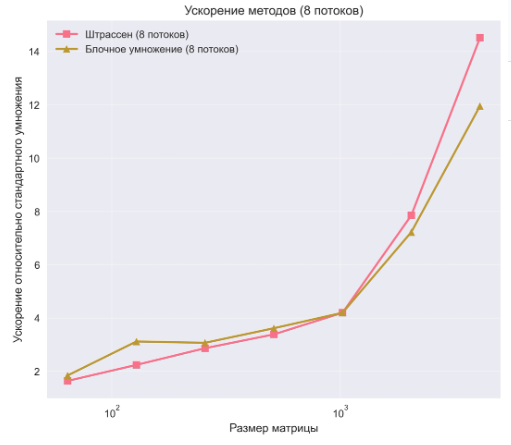 Ускорение методов (8 потоков)
Штрассен (8 потоков)
Блочное умножение (8 потоков)
Ускорение относительно стандартного умножения
14
12
10
8
6
4
2
10²
10³
Размер матрицы